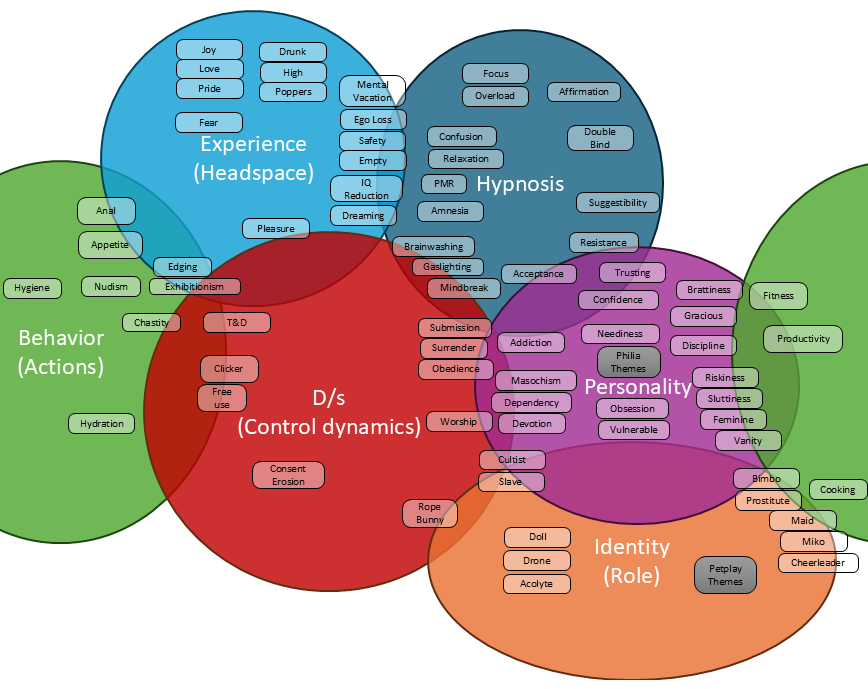 Joy
Love
Pride
Drunk
High
Poppers
Fear
Experience
(Headspace)
Mental
Vacation
Ego Loss
Safety
Empty
IQ
Reduction
Dreaming
Pleasure
Focus
Overload
Affirmation
Confusion
Relaxation
PMR
Amnesia
Double
Bind
Hypnosis
Suggestibility
Resistance
Anal
Appetite
Edging
Exhibitionism
Hygiene
Nudism
Chastity
T&D
Behavior
(Actions)
Hydration
Clicker
Free
use
Brainwashing
Gaslighting
Mindbreak
Acceptance
D/s
(Control dynamics)
Submission
Surrender
Obedience
Worship
Consent
Erosion
Rope
Bunny
Trusting
Confidence
Brattiness
Gracious
Discipline
Neediness
Philia
Themes
Addiction
Masochism
Dependency
Devotion
Personality
Obsession
Vulnerable
Riskiness
Sluttiness
Feminine
Vanity
Fitness
Productivity
Cultist
Slave
Bimbo
Prostitute
Cooking
Maid
Miko
Cheerleader
Doll
Drone
Acolyte
Identity
(Role)
Petplay
Themes